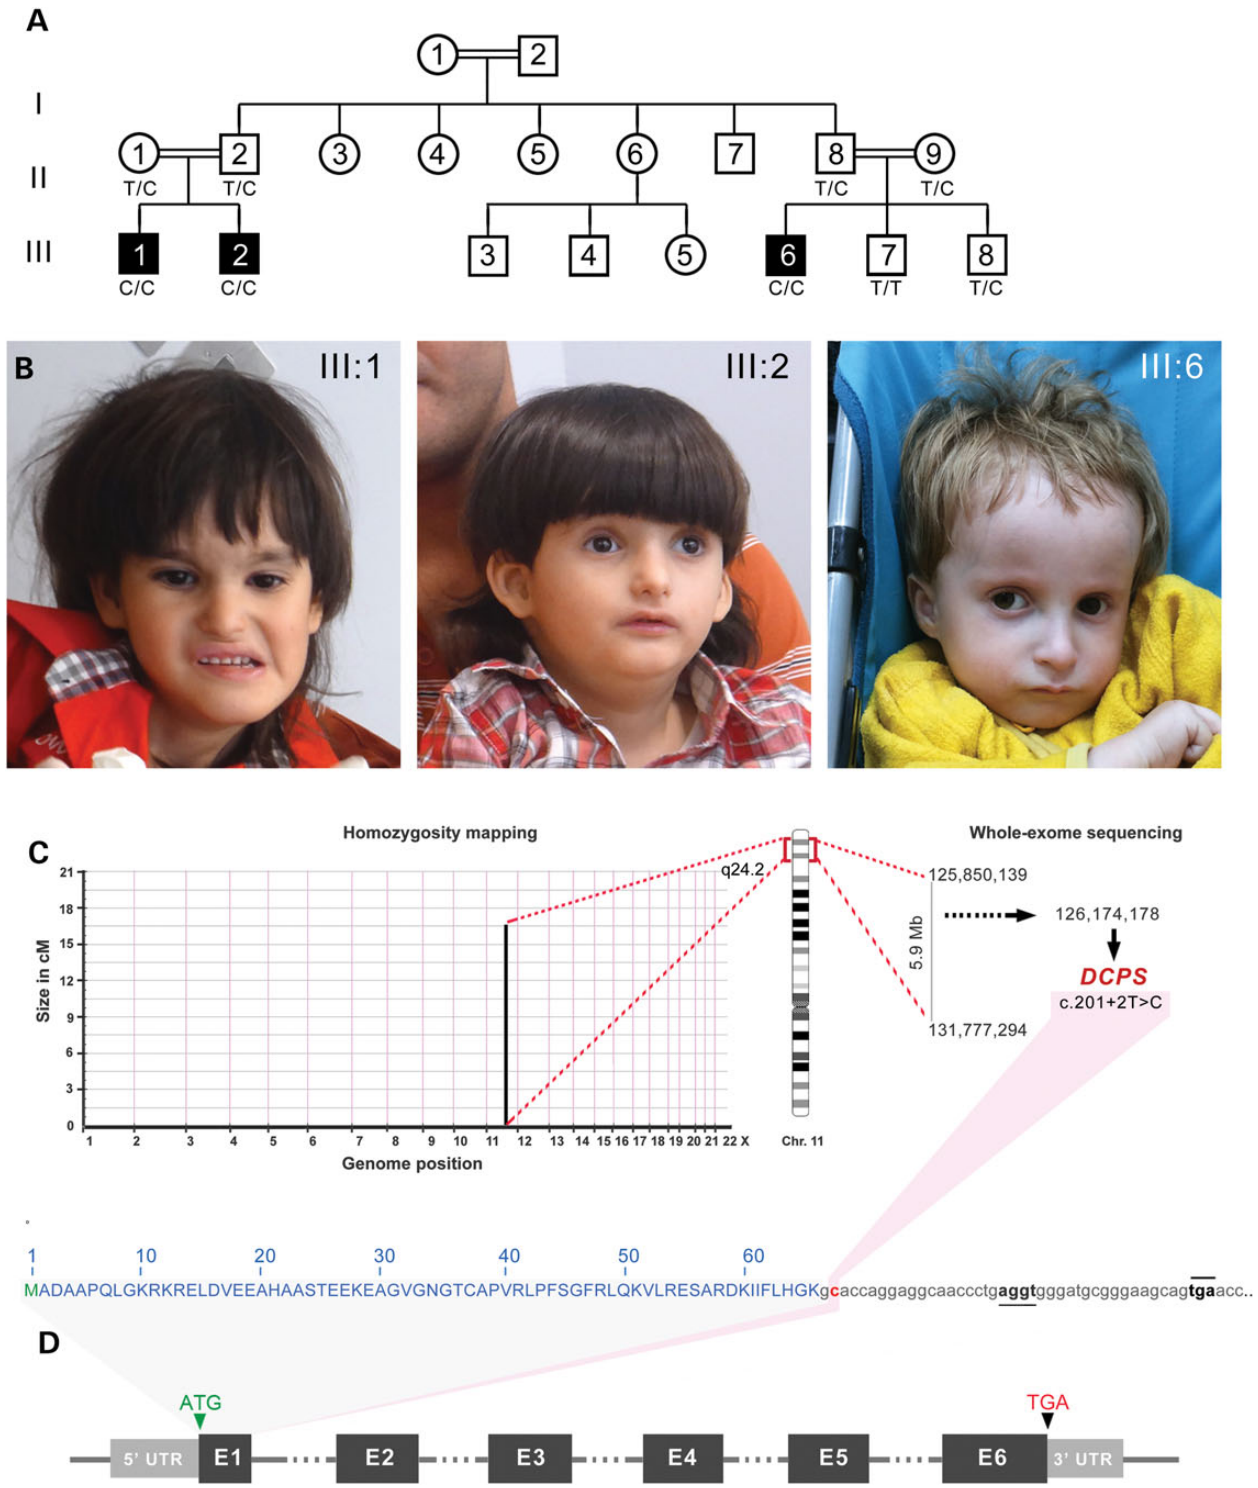 A
1 2
I
1 2 3 4 5 6 7 8 9
II
T/C T/C T/C T/C
III
1 2 3 4 5 6 7 8
C/C C/C C/C T/T T/C
B
III:1 III:2 III:6
C
Homozygosity mapping
Whole-exome sequencing
Size in cM
21
18
15
12
9
6
3
0
1 2 3 4 5 6 7 8 9 10 11 12 13 14 15 16 17 18 19 20 21 22 X
Genome position
q24.2
Chr. 11
125,850,139
5.9 Mb
126,174,178
DCPS
c.201+2T>C
131,777,294
1 10 20 30 40 50 60
MADAAPQLGKRKRELDVEEAHAASTEEKEAGVGNGTCAPVRLPFSGFRLQKVLRESARDKIIFLHGKgcaccaggaggcaaccctgaggtgggatgcgggaagcagtgaacc..
D
ATG
TGA
5' UTR E1 E2 E3 E4 E5 E6 3' UTR